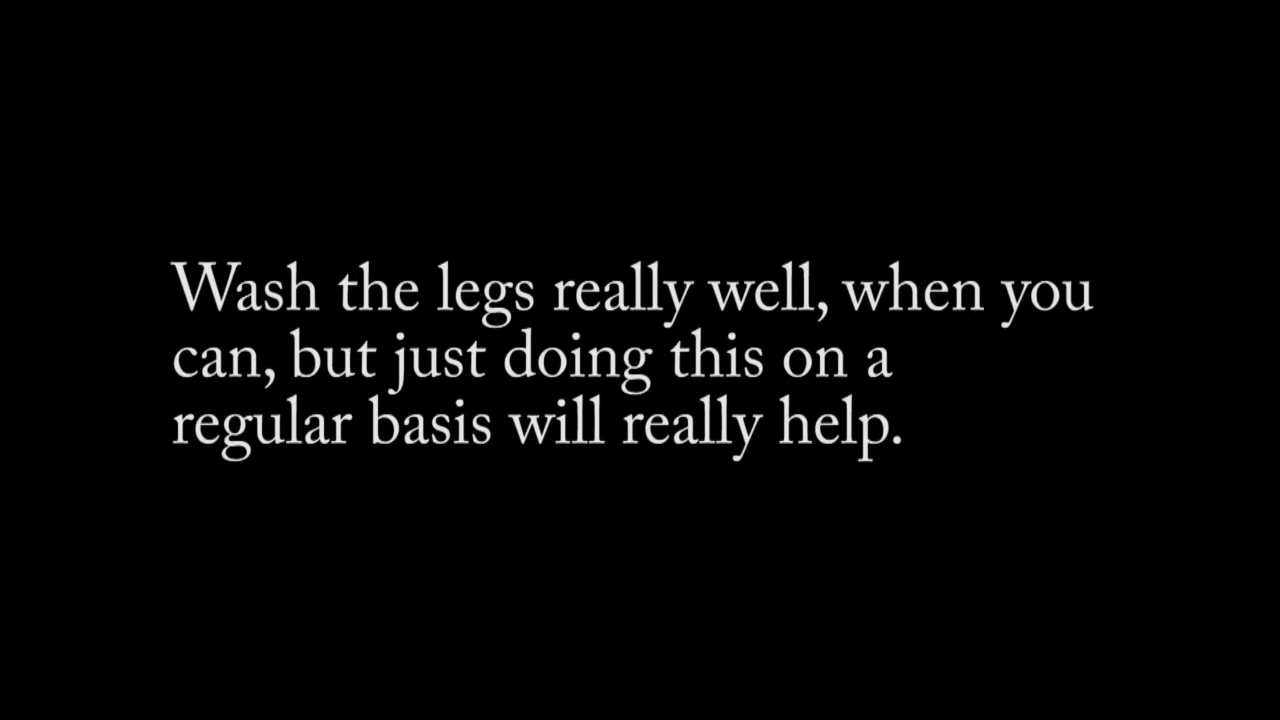 Wash the legs really well, when you
can, but just doing this on a
regular basis will really help.